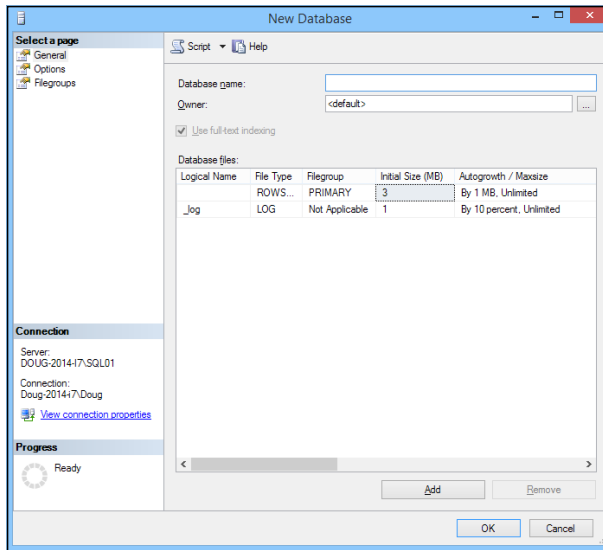 New Database
Select a page
General
Options
Filegroups
Script
Help
Database name:
Owner:
<default>
...
Use full-text indexing
Database files:
Logical Name File Type Filegroup Initial Size (MB) Autogrowth / Maxsize
ROWS... PRIMARY 3 By 1 MB, Unlimited
_log LOG Not Applicable 1 By 10 percent, Unlimited
Connection
Server:
DOUG-2014-I7\SQL01
Connection:
Doug-2014-i7\Doug
View connection properties
Progress
Ready
Add
Remove
OK
Cancel